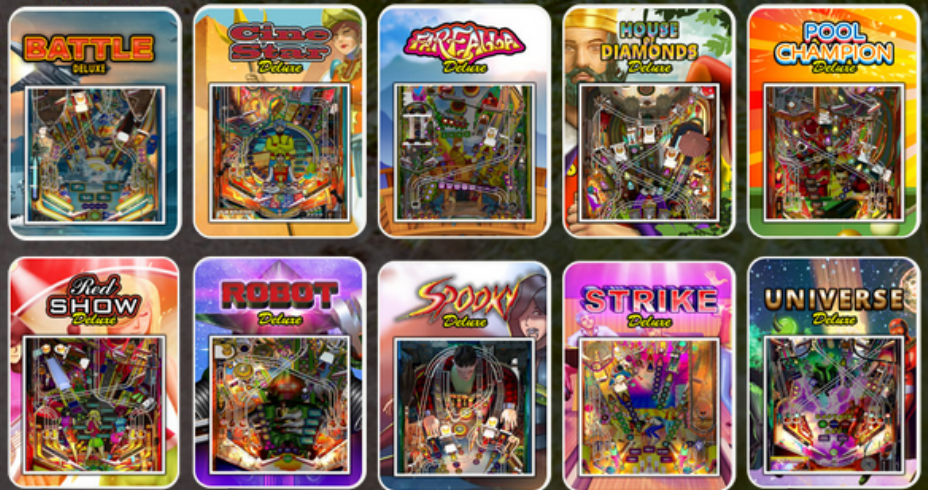 BATTLE
DELUXE
Cine
Star
Deluxe
FARFALLA
Deluxe
HOUSE
OF
DIAMONDS
Deluxe
POOL
CHAMPION
Deluxe
Red
SHOW
Deluxe
ROBOT
Deluxe
SPOOKY
Deluxe
STRIKE
Deluxe
UNIVERSE
Deluxe